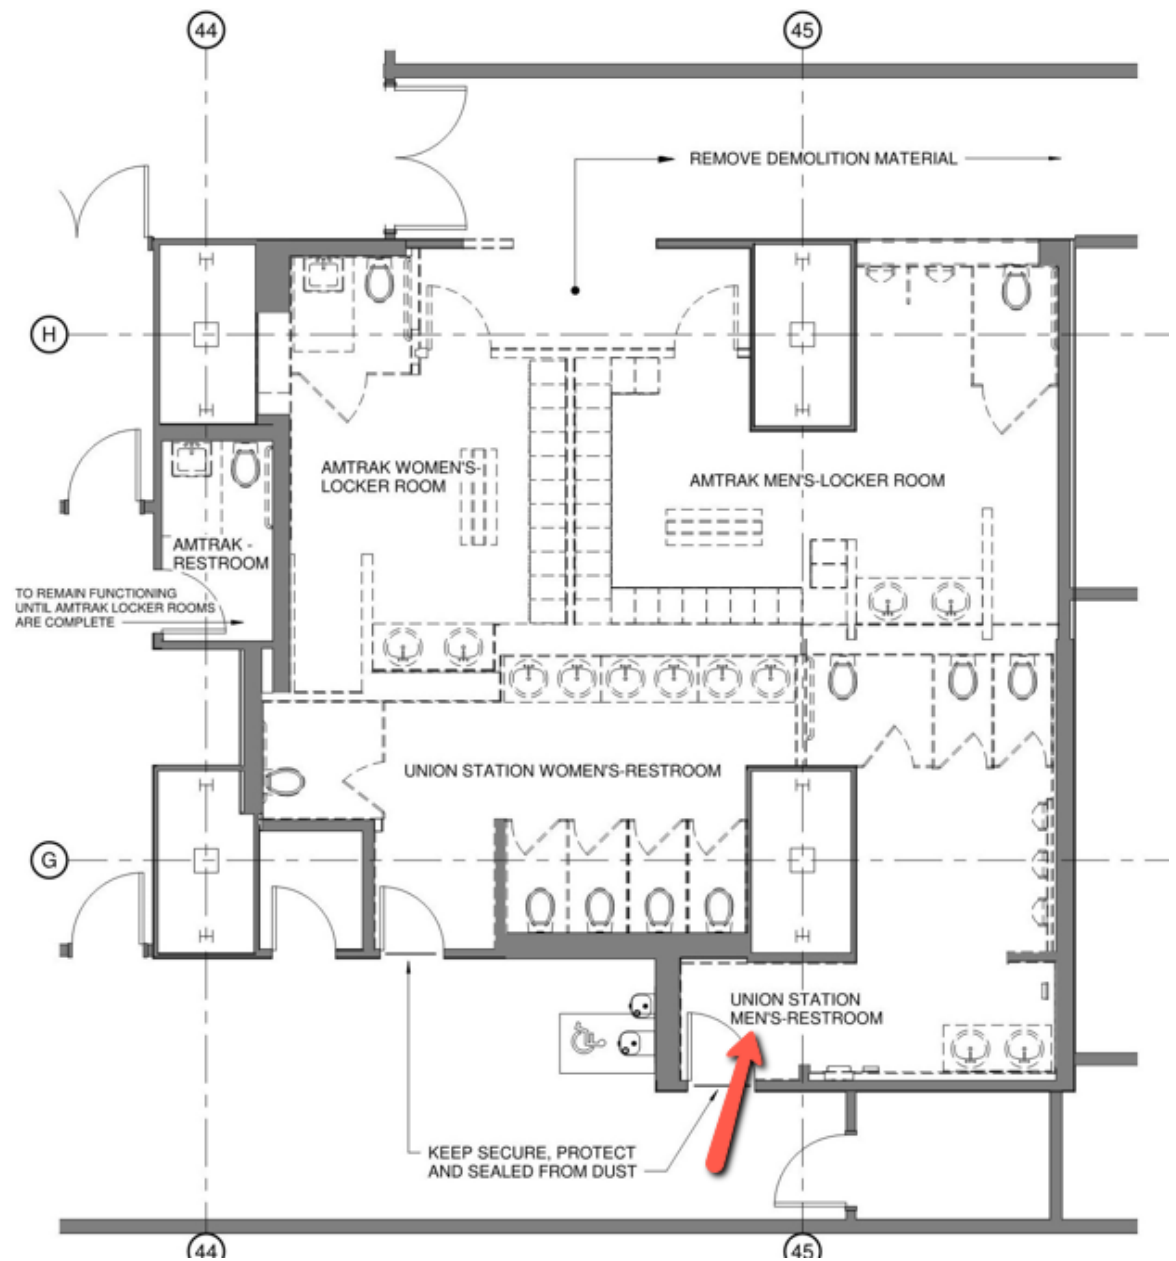 44
45
REMOVE DEMOLITION MATERIAL
H
AMTRAK WOMEN'S-
LOCKER ROOM
AMTRAK MEN'S-LOCKER ROOM
AMTRAK -
RESTROOM
TO REMAIN FUNCTIONING
UNTIL AMTRAK LOCKER ROOMS
ARE COMPLETE
UNION STATION WOMEN'S-RESTROOM
G
UNION STATION
MEN'S-RESTROOM
KEEP SECURE, PROTECT
AND SEALED FROM DUST
44
45